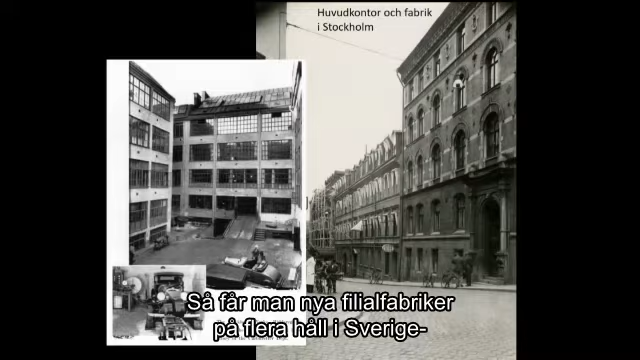 Huvudkontor och fabrik
i Stockholm
Så får man nya filialfabriker
på flera håll i Sverige-